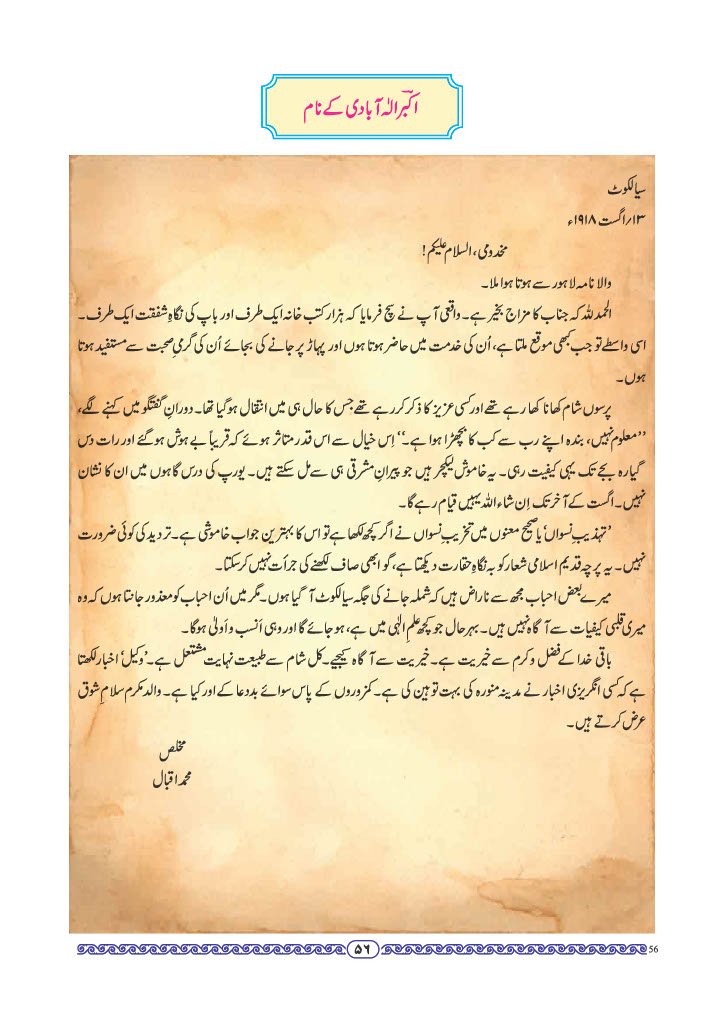 اکبرؔ الٰہ آبادی کے نام
سیالکوٹ
۱۳/اگست ۱۹۱۸ء
مخدومی، السلام علیکم!
والا نامہ لاہور سے ہوتا ہوا ملا۔
الحمدللہ کہ جناب کا مزاج بخیر ہے۔ واقعی آپ نے سچ فرمایا کہ ہزار کتب خانہ ایک طرف اور باپ کی نگاہِ شفقت ایک طرف۔
اسی واسطے تو جب کبھی موقع ملتا ہے، اُن کی خدمت میں حاضر ہوتا ہوں اور پہاڑ پر جانے کی بجائے اُن کی گرمیِ صحبت سے مستفید ہوتا
ہوں۔
پرسوں شام کھانا کھا رہے تھے اور کسی عزیز کا ذکر کر رہے تھے جس کا حال ہی میں انتقال ہوگیا تھا۔ دورانِ گفتگو میں کہنے لگے،
’’معلوم نہیں، بندہ اپنے رب سے کب کا بچھڑا ہوا ہے۔‘‘ اِس خیال سے اس قدر متاثر ہوئے کہ قریباً بے ہوش ہو گئے اور رات دس
گیارہ بجے تک یہی کیفیت رہی۔ یہ خاموش لیکچر ہیں جو پیرانِ مشرق ہی سے مل سکتے ہیں۔ یورپ کی درس گاہوں میں ان کا نشان
نہیں۔ اگست کے آخر تک اِن شاء اللہ یہیں قیام رہے گا۔
’تہذیبِ نسواں‘ یا صحیح معنوں میں تخریبِ نسواں نے اگر کچھ لکھا ہے تو اس کا بہترین جواب خاموشی ہے۔ تردید کی کوئی ضرورت
نہیں۔ یہ پرچہ قدیم اسلامی شعار کو بہ نگاہِ حقارت دیکھتا ہے، گو ابھی صاف لکھنے کی جرأت نہیں کرسکتا۔
میرے بعض احباب مجھ سے ناراض ہیں کہ شملہ جانے کی جگہ سیالکوٹ آ گیا ہوں۔ مگر میں اُن احباب کو معذور جانتا ہوں کہ وہ
میری قلبی کیفیات سے آگاہ نہیں ہیں۔ بہرحال جو کچھ علمِ الٰہی میں ہے، ہو جائے گا اور وہی اَنسب و اَولیٰ ہوگا۔
باقی خدا کے فضل و کرم سے خیریت ہے۔ خیریت سے آگاہ کیجیے۔ کل شام سے طبیعت نہایت مشتعل ہے۔ ’وکیل‘ اخبار لکھتا
ہے کہ کسی انگریزی اخبار نے مدینہ منورہ کی بہت توہین کی ہے۔ کمزوروں کے پاس سوائے بددعا کے اور کیا ہے۔ والد مکرم سلامِ شوق
عرض کرتے ہیں۔
مخلص
محمد اقبال
۵۶
56